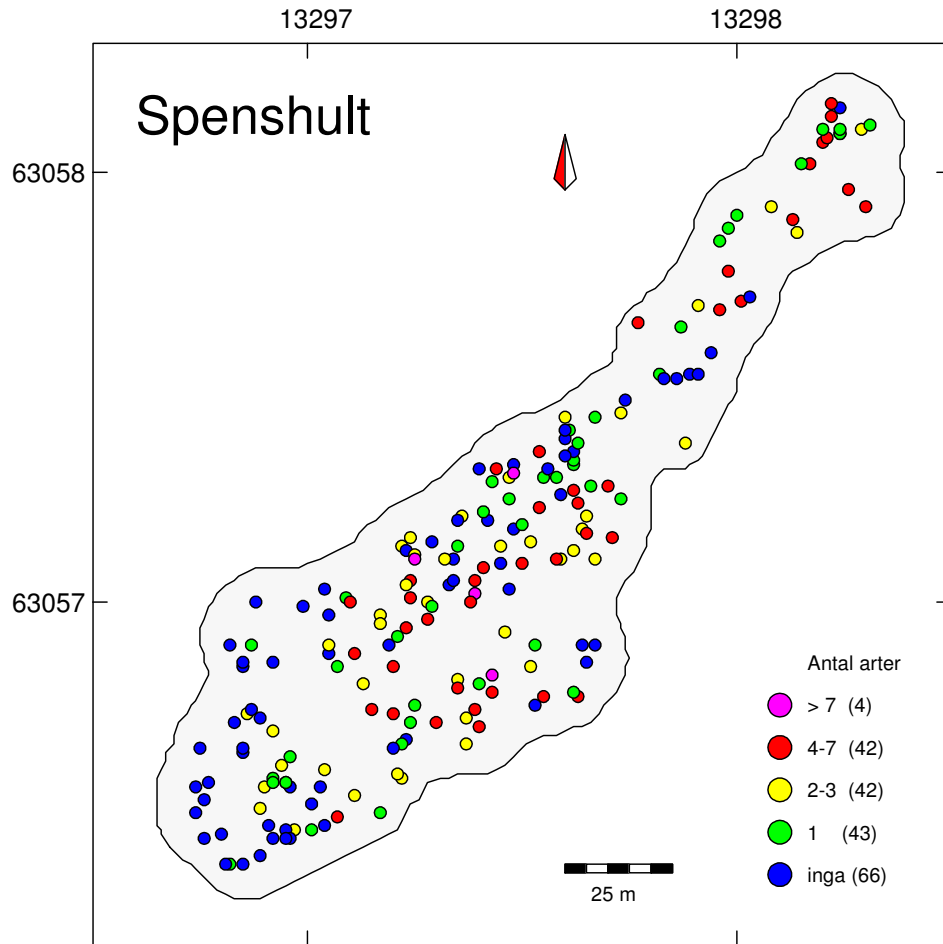 13297 13298
Spenshult
63058
63057
Antal arter
> 7 (4)
4-7 (42)
2-3 (42)
1 (43)
inga (66)
25 m